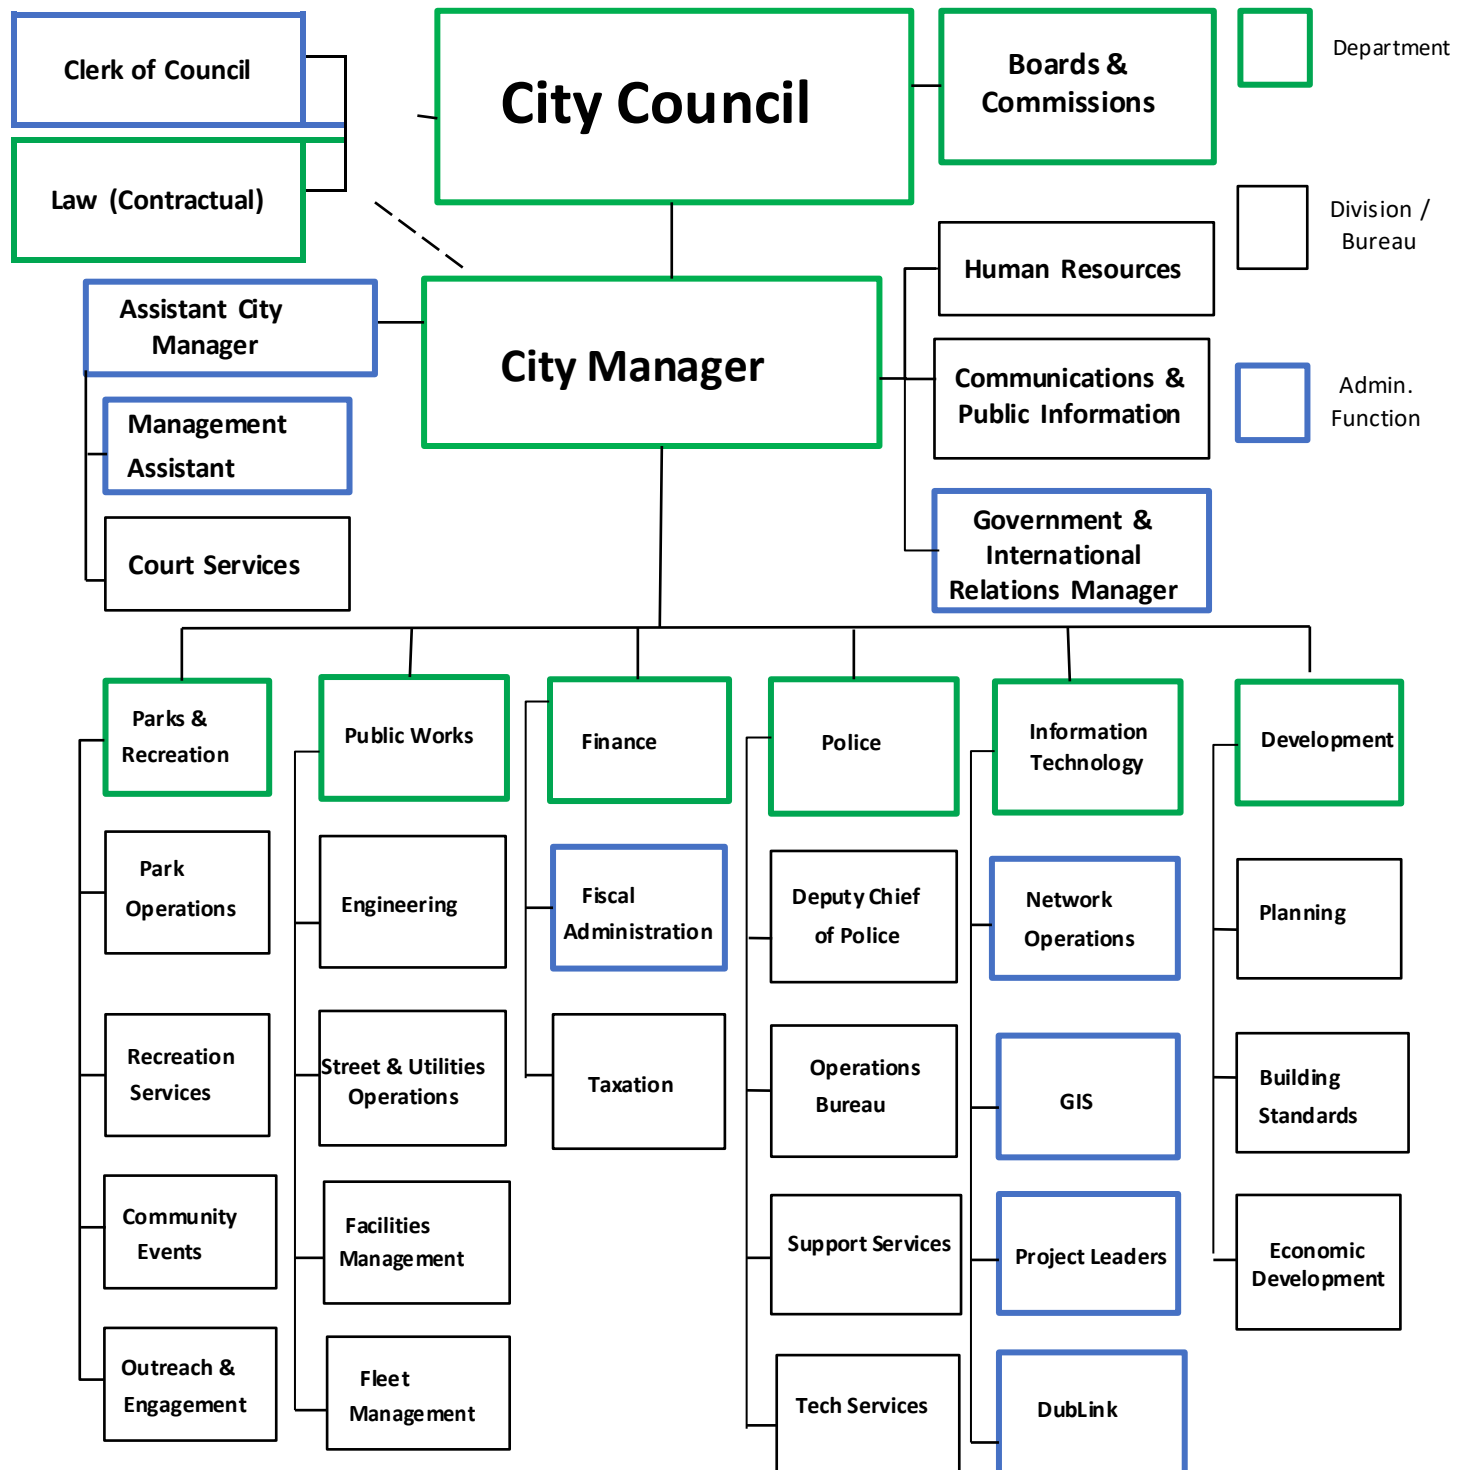 Clerk of Council
City Council
Boards &
Commissions
Department
Law (Contractual)
Division /
Bureau
Human Resources
Assistant City
Manager
City Manager
Communications &
Public Information
Admin.
Function
Management
Assistant
Government &
International
Relations Manager
Court Services
Parks &
Recreation
Public Works
Finance
Police
Information
Technology
Development
Park
Operations
Engineering
Fiscal
Administration
Deputy Chief
of Police
Network
Operations
Planning
Recreation
Services
Street & Utilities
Operations
Taxation
Operations
Bureau
GIS
Building
Standards
Community
Events
Facilities
Management
Support Services
Project Leaders
Economic
Development
Outreach &
Engagement
Fleet
Management
Tech Services
DubLink